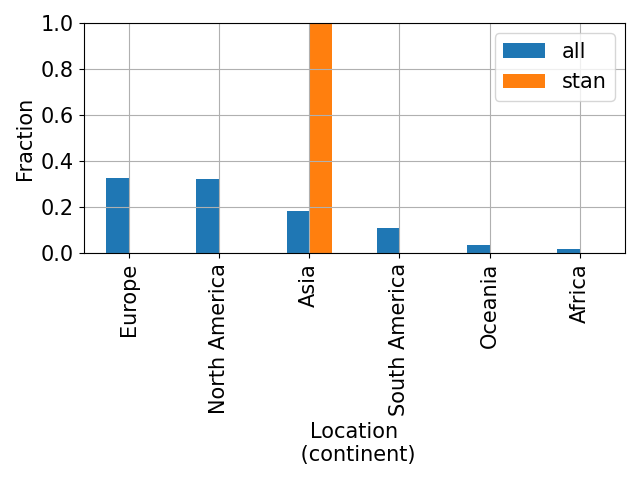 1.0
0.8
0.6
0.4
0.2
0.0
Fraction
all
stan
Europe
North America
Asia
South America
Oceania
Africa
Location
(continent)